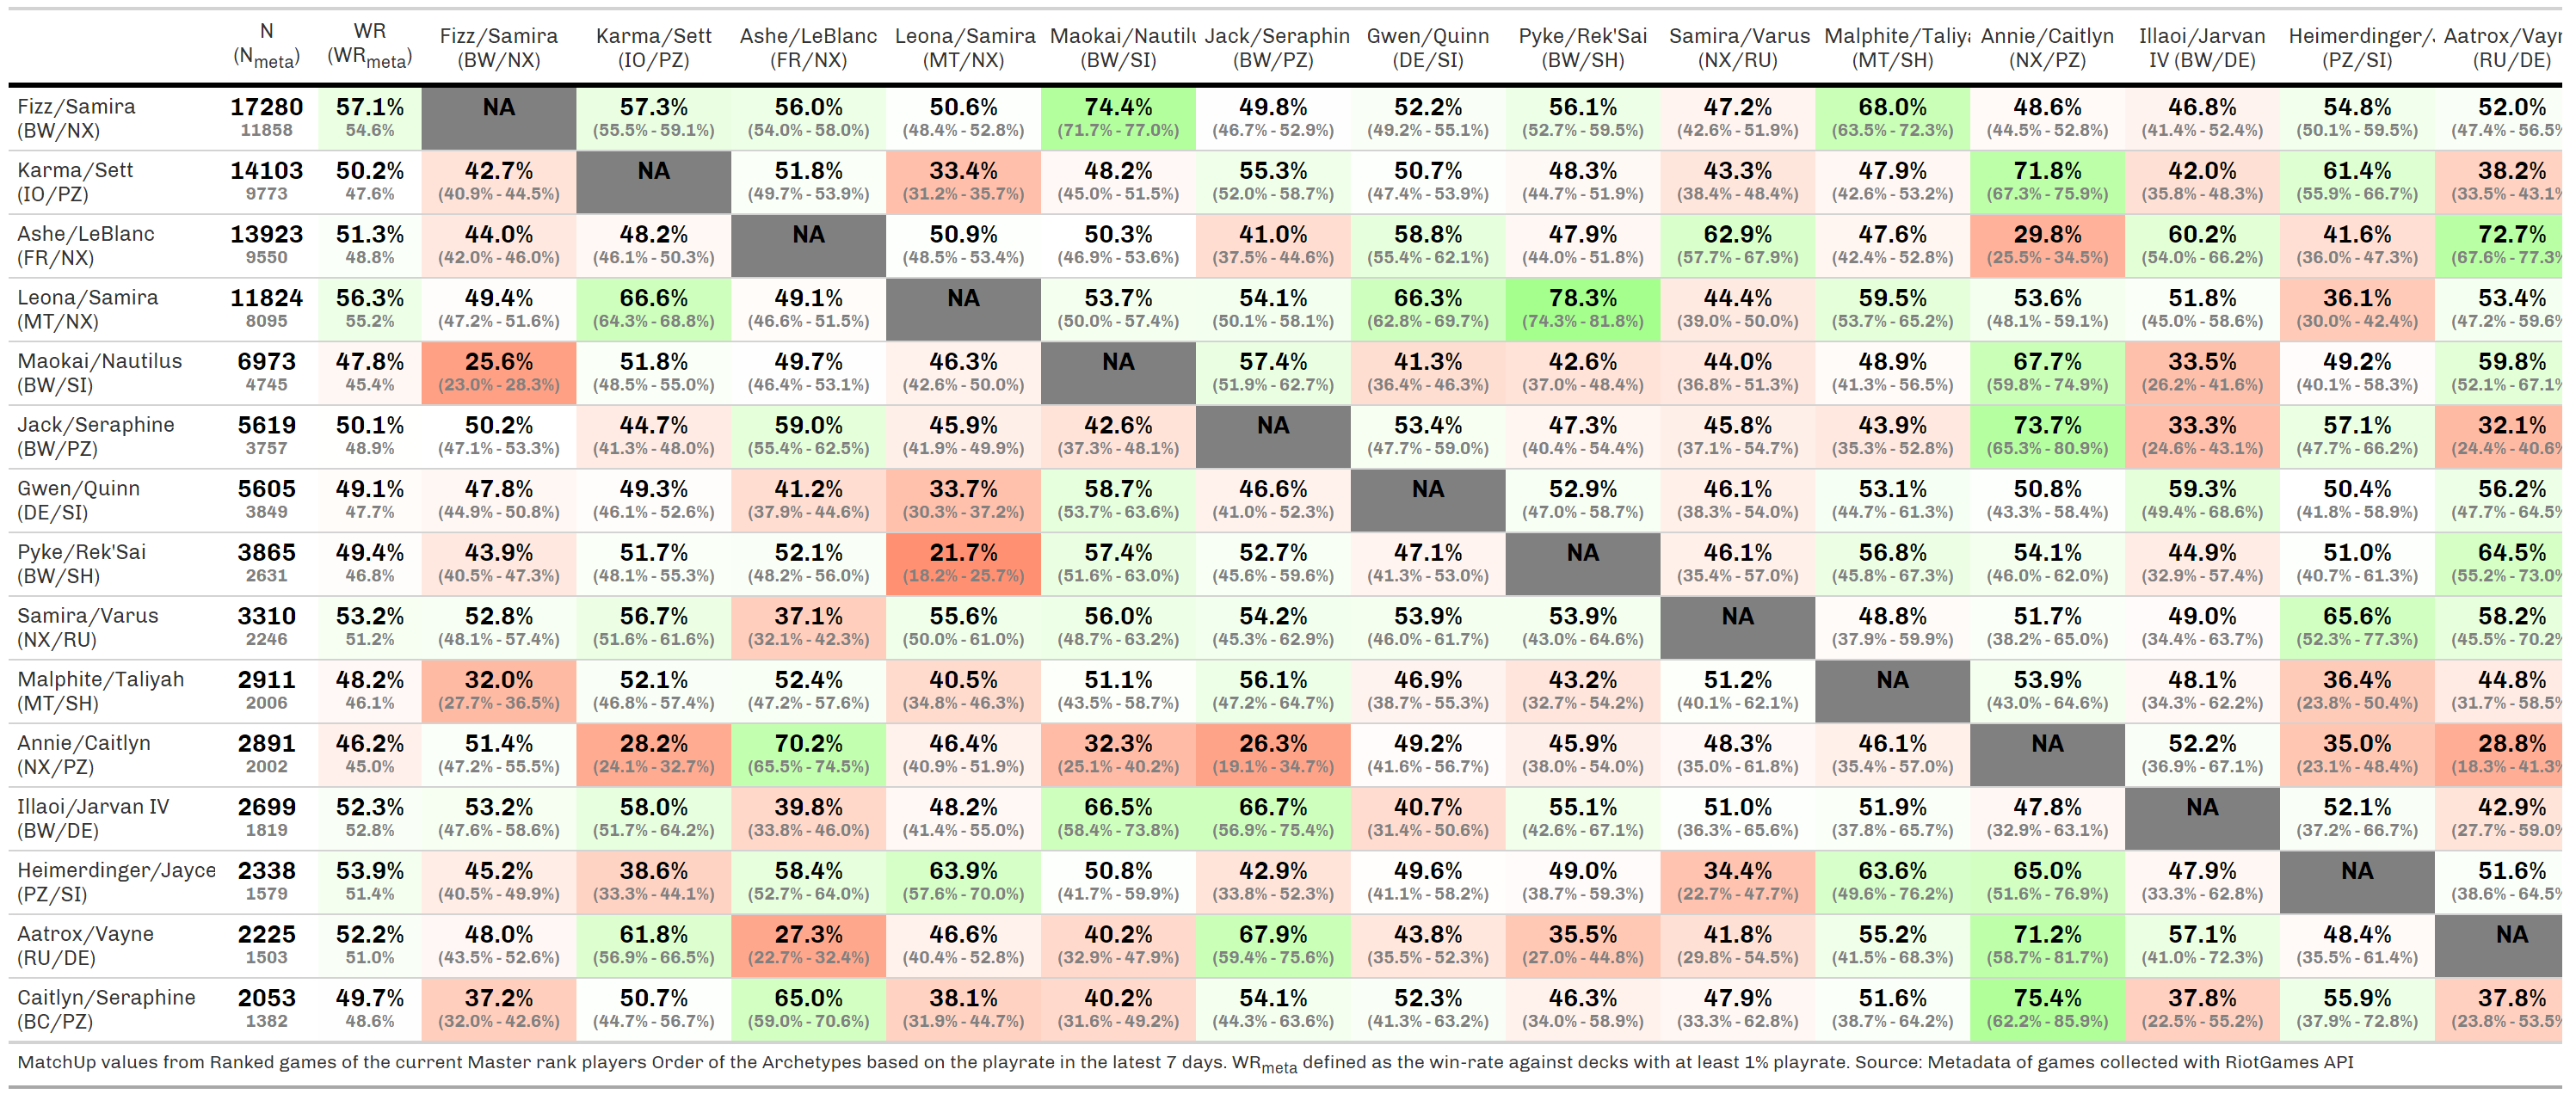 N WR Fizz/Samira Karma/Sett Ashe/LeBlanc Leona/Samira Maokai/Nautilu Jack/Seraphin Gwen/Quinn Pyke/Rek'Sai Samira/Varus Malphite/Taliya Annie/Caitlyn Illaoi/Jarvan Heimerdinger/J Aatrox/Vayn
(Nmeta) (WRmeta) (BW/NX) (IO/PZ) (FR/NX) (MT/NX) (BW/SI) (BW/PZ) (DE/SI) (BW/SH) (NX/RU) (MT/SH) (NX/PZ) IV (BW/DE) (PZ/SI) (RU/DE)
Fizz/Samira 17280 57.1% NA 57.3% 56.0% 50.6% 74.4% 49.8% 52.2% 56.1% 47.2% 68.0% 48.6% 46.8% 54.8% 52.0%
(BW/NX) 11858 54.6% (55.5% - 59.1%) (54.0% - 58.0%) (48.4% - 52.8%) (71.7% - 77.0%) (46.7% - 52.9%) (49.2% - 55.1%) (52.7% - 59.5%) (42.6% - 51.9%) (63.5% - 72.3%) (44.5% - 52.8%) (41.4% - 52.4%) (50.1% - 59.5%) (47.4% - 56.5%
Karma/Sett 14103 50.2% 42.7% NA 51.8% 33.4% 48.2% 55.3% 50.7% 48.3% 43.3% 47.9% 71.8% 42.0% 61.4% 38.2%
(IO/PZ) 9773 47.6% (40.9% - 44.5%) (49.7% - 53.9%) (31.2% - 35.7%) (45.0% - 51.5%) (52.0% - 58.7%) (47.4% - 53.9%) (44.7% - 51.9%) (38.4% - 48.4%) (42.6% - 53.2%) (67.3% - 75.9%) (35.8% - 48.3%) (55.9% - 66.7%) (33.5% - 43.1%
Ashe/LeBlanc 13923 51.3% 44.0% 48.2% NA 50.9% 50.3% 41.0% 58.8% 47.9% 62.9% 47.6% 29.8% 60.2% 41.6% 72.7%
(FR/NX) 9550 48.8% (42.0% - 46.0%) (46.1% - 50.3%) (48.5% - 53.4%) (46.9% - 53.6%) (37.5% - 44.6%) (55.4% - 62.1%) (44.0% - 51.8%) (57.7% - 67.9%) (42.4% - 52.8%) (25.5% - 34.5%) (54.0% - 66.2%) (36.0% - 47.3%) (67.6% - 77.3%
Leona/Samira 11824 56.3% 49.4% 66.6% 49.1% NA 53.7% 54.1% 66.3% 78.3% 44.4% 59.5% 53.6% 51.8% 36.1% 53.4%
(MT/NX) 8095 55.2% (47.2% - 51.6%) (64.3% - 68.8%) (46.6% - 51.5%) (50.0% - 57.4%) (50.1% - 58.1%) (62.8% - 69.7%) (74.3% - 81.8%) (39.0% - 50.0%) (53.7% - 65.2%) (48.1% - 59.1%) (45.0% - 58.6%) (30.0% - 42.4%) (47.2% - 59.6%
Maokai/Nautilus 6973 47.8% 25.6% 51.8% 49.7% 46.3% NA 57.4% 41.3% 42.6% 44.0% 48.9% 67.7% 33.5% 49.2% 59.8%
(BW/SI) 4745 45.4% (23.0% - 28.3%) (48.5% - 55.0%) (46.4% - 53.1%) (42.6% - 50.0%) (51.9% - 62.7%) (36.4% - 46.3%) (37.0% - 48.4%) (36.8% - 51.3%) (41.3% - 56.5%) (59.8% - 74.9%) (26.2% - 41.6%) (40.1% - 58.3%) (52.1% - 67.1%
Jack/Seraphine 5619 50.1% 50.2% 44.7% 59.0% 45.9% 42.6% NA 53.4% 47.3% 45.8% 43.9% 73.7% 33.3% 57.1% 32.1%
(BW/PZ) 3757 48.9% (47.1% - 53.3%) (41.3% - 48.0%) (55.4% - 62.5%) (41.9% - 49.9%) (37.3% - 48.1%) (47.7% - 59.0%) (40.4% - 54.4%) (37.1% - 54.7%) (35.3% - 52.8%) (65.3% - 80.9%) (24.6% - 43.1%) (47.7% - 66.2%) (24.4% - 40.6%
Gwen/Quinn 5605 49.1% 47.8% 49.3% 41.2% 33.7% 58.7% 46.6% NA 52.9% 46.1% 53.1% 50.8% 59.3% 50.4% 56.2%
(DE/SI) 3849 47.7% (44.9% - 50.8%) (46.1% - 52.6%) (37.9% - 44.6%) (30.3% - 37.2%) (53.7% - 63.6%) (41.0% - 52.3%) (47.0% - 58.7%) (38.3% - 54.0%) (44.7% - 61.3%) (43.3% - 58.4%) (49.4% - 68.6%) (41.8% - 58.9%) (47.7% - 64.5%
Pyke/Rek'Sai 3865 49.4% 43.9% 51.7% 52.1% 21.7% 57.4% 52.7% 47.1% NA 46.1% 56.8% 54.1% 44.9% 51.0% 64.5%
(BW/SH) 2631 46.8% (40.5% - 47.3%) (48.1% - 55.3%) (48.2% - 56.0%) (18.2% - 25.7%) (51.6% - 63.0%) (45.6% - 59.6%) (41.3% - 53.0%) (35.4% - 57.0%) (45.8% - 67.3%) (46.0% - 62.0%) (32.9% - 57.4%) (40.7% - 61.3%) (55.2% - 73.0%
Samira/Varus 3310 53.2% 52.8% 56.7% 37.1% 55.6% 56.0% 54.2% 53.9% 53.9% NA 48.8% 51.7% 49.0% 65.6% 58.2%
(NX/RU) 2246 51.2% (48.1% - 57.4%) (51.6% - 61.6%) (32.1% - 42.3%) (50.0% - 61.0%) (48.7% - 63.2%) (45.3% - 62.9%) (46.0% - 61.7%) (43.0% - 64.6%) (37.9% - 59.9%) (38.2% - 65.0%) (34.4% - 63.7%) (52.3% - 77.3%) (45.5% - 70.2%
Malphite/Taliyah 2911 48.2% 32.0% 52.1% 52.4% 40.5% 51.1% 56.1% 46.9% 43.2% 51.2% NA 53.9% 48.1% 36.4% 44.8%
(MT/SH) 2006 46.1% (27.7% - 36.5%) (46.8% - 57.4%) (47.2% - 57.6%) (34.8% - 46.3%) (43.5% - 58.7%) (47.2% - 64.7%) (38.7% - 55.3%) (32.7% - 54.2%) (40.1% - 62.1%) (43.0% - 64.6%) (34.3% - 62.2%) (23.8% - 50.4%) (31.7% - 58.5%
Annie/Caitlyn 2891 46.2% 51.4% 28.2% 70.2% 46.4% 32.3% 26.3% 49.2% 45.9% 48.3% 46.1% NA 52.2% 35.0% 28.8%
(NX/PZ) 2002 45.0% (47.2% - 55.5%) (24.1% - 32.7%) (65.5% - 74.5%) (40.9% - 51.9%) (25.1% - 40.2%) (19.1% - 34.7%) (41.6% - 56.7%) (38.0% - 54.0%) (35.0% - 61.8%) (35.4% - 57.0%) (36.9% - 67.1%) (23.1% - 48.4%) (18.3% - 41.3%
Illaoi/Jarvan IV 2699 52.3% 53.2% 58.0% 39.8% 48.2% 66.5% 66.7% 40.7% 55.1% 51.0% 51.9% 47.8% NA 52.1% 42.9%
(BW/DE) 1819 52.8% (47.6% - 58.6%) (51.7% - 64.2%) (33.8% - 46.0%) (41.4% - 55.0%) (58.4% - 73.8%) (56.9% - 75.4%) (31.4% - 50.6%) (42.6% - 67.1%) (36.3% - 65.6%) (37.8% - 65.7%) (32.9% - 63.1%) (37.2% - 66.7%) (27.7% - 59.0%
Heimerdinger/Jayce 2338 53.9% 45.2% 38.6% 58.4% 63.9% 50.8% 42.9% 49.6% 49.0% 34.4% 63.6% 65.0% 47.9% NA 51.6%
(PZ/SI) 1579 51.4% (40.5% - 49.9%) (33.3% - 44.1%) (52.7% - 64.0%) (57.6% - 70.0%) (41.7% - 59.9%) (33.8% - 52.3%) (41.1% - 58.2%) (38.7% - 59.3%) (22.7% - 47.7%) (49.6% - 76.2%) (51.6% - 76.9%) (33.3% - 62.8%) (38.6% - 64.5%
Aatrox/Vayne 2225 52.2% 48.0% 61.8% 27.3% 46.6% 40.2% 67.9% 43.8% 35.5% 41.8% 55.2% 71.2% 57.1% 48.4% NA
(RU/DE) 1503 51.0% (43.5% - 52.6%) (56.9% - 66.5%) (22.7% - 32.4%) (40.4% - 52.8%) (32.9% - 47.9%) (59.4% - 75.6%) (35.5% - 52.3%) (27.0% - 44.8%) (29.8% - 54.5%) (41.5% - 68.3%) (58.7% - 81.7%) (41.0% - 72.3%) (35.5% - 61.4%)
Caitlyn/Seraphine 2053 49.7% 37.2% 50.7% 65.0% 38.1% 40.2% 54.1% 52.3% 46.3% 47.9% 51.6% 75.4% 37.8% 55.9% 37.8%
(BC/PZ) 1382 48.6% (32.0% - 42.6%) (44.7% - 56.7%) (59.0% - 70.6%) (31.9% - 44.7%) (31.6% - 49.2%) (44.3% - 63.6%) (41.3% - 63.2%) (34.0% - 58.9%) (33.3% - 62.8%) (38.7% - 64.2%) (62.2% - 85.9%) (22.5% - 55.2%) (37.9% - 72.8%) (23.8% - 53.5%
MatchUp values from Ranked games of the current Master rank players Order of the Archetypes based on the playrate in the latest 7 days. WRmeta defined as the win-rate against decks with at least 1% playrate. Source: Metadata of games collected with RiotGames API